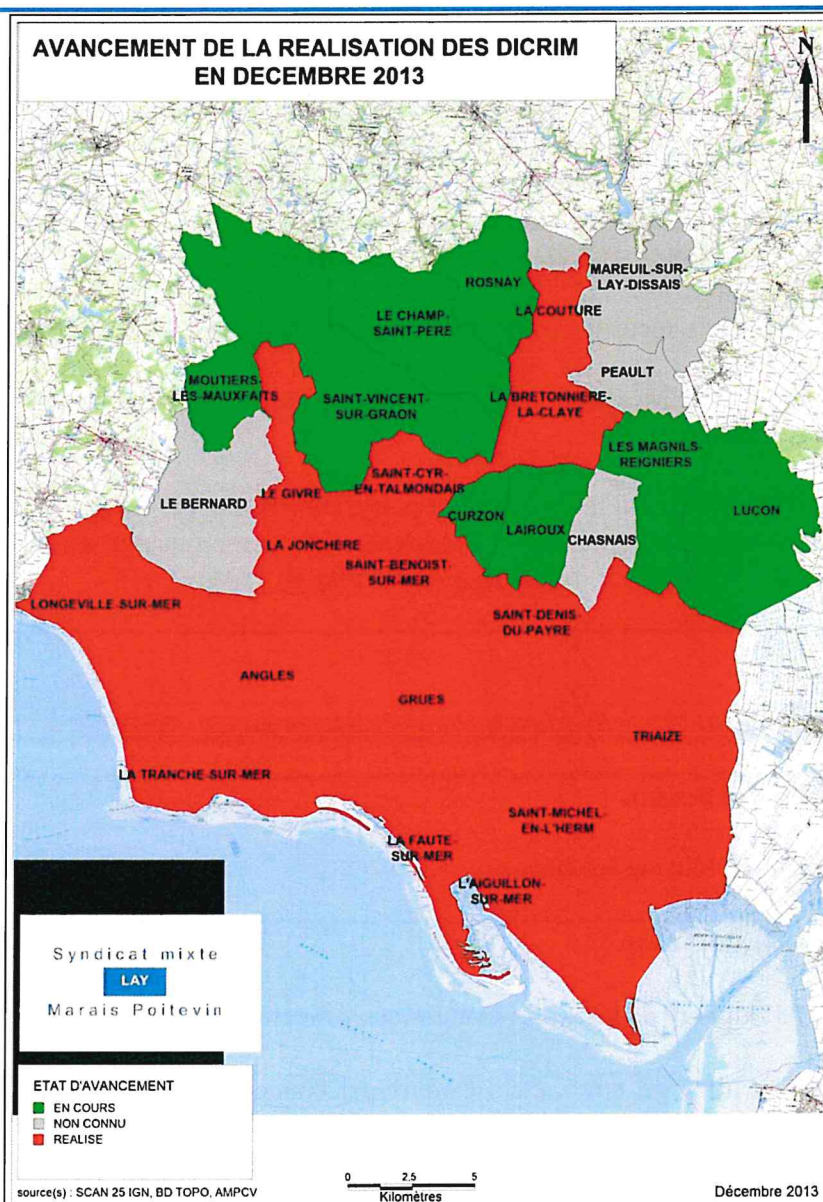 AVANCEMENT DE LA REALISATION DES DICRIM
EN DECEMBRE 2013
N
ROSNAY
MAREUIL-SUR-
LAY-DISSAIS
LE CHAMP-
SAINT-PERE
LA COUTURE
PEAULT
MOUTIERS-
LES-MAUXFAITS
SAINT-VINCENT-
SUR-GRAON
LA BRETONNIERE-
LA-CLAYE
LES MAGNILS-
REIGNIERS
SAINT-CYR-
EN-TALMONDAIS
LE GIVRE
LE BERNARD
CURZON
LAIROUX
LUCON
CHASNAIS
LA JONCHERE
SAINT-BENOIST-
SUR-MER
LONGEVILLE-SUR-MER
SAINT-DENIS-
DU-PAYRE
ANGLES
GRUES
TRIAIZE
LA TRANCHE-SUR-MER
SAINT-MICHEL-
EN-L'HERM
LA FAUTE-
SUR-MER
L'AIGUILLON-
SUR-MER
Syndicat mixte
LAY
Marais Poitevin
ETAT D'AVANCEMENT
EN COURS
NON CONNU
REALISE
source(s) : SCAN 25 IGN, BD TOPO, AMPCV
0 2,5 5
Kilomètres
Décembre 2013